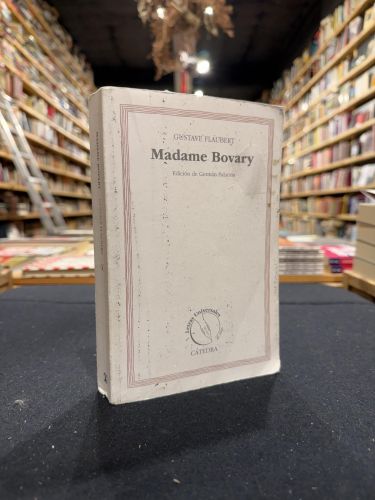 GUSTAVE FLAUBERT
Madame Bovary
Edición de Germán Palacios
Letras Universales
CÁTEDRA